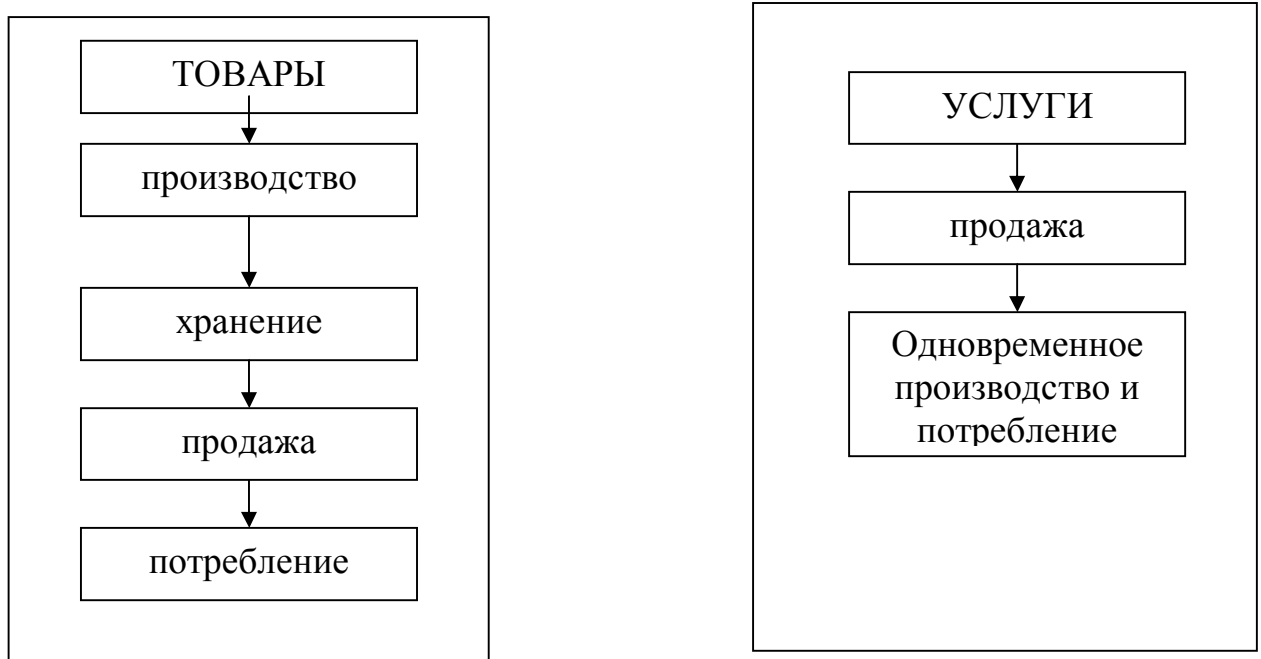 ТОВАРЫ
производство
хранение
продажа
потребление
УСЛУГИ
продажа
Одновременное
производство и
потребление